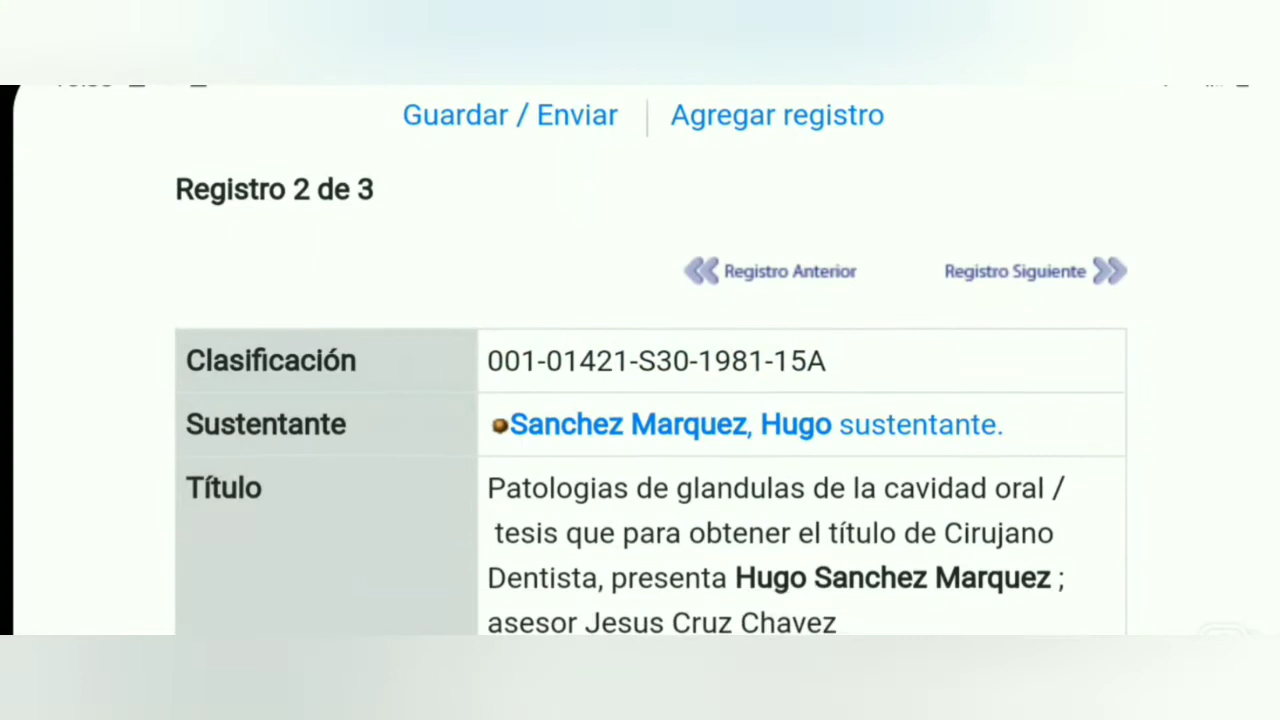 Guardar / Enviar | Agregar registro
Registro 2 de 3
Registro Anterior Registro Siguiente
Clasificación 001-01421-S30-1981-15A
Sustentante Sanchez Marquez, Hugo sustentante.
Título Patologias de glandulas de la cavidad oral /
tesis que para obtener el título de Cirujano
Dentista, presenta Hugo Sanchez Marquez ;
asesor Jesus Cruz Chavez